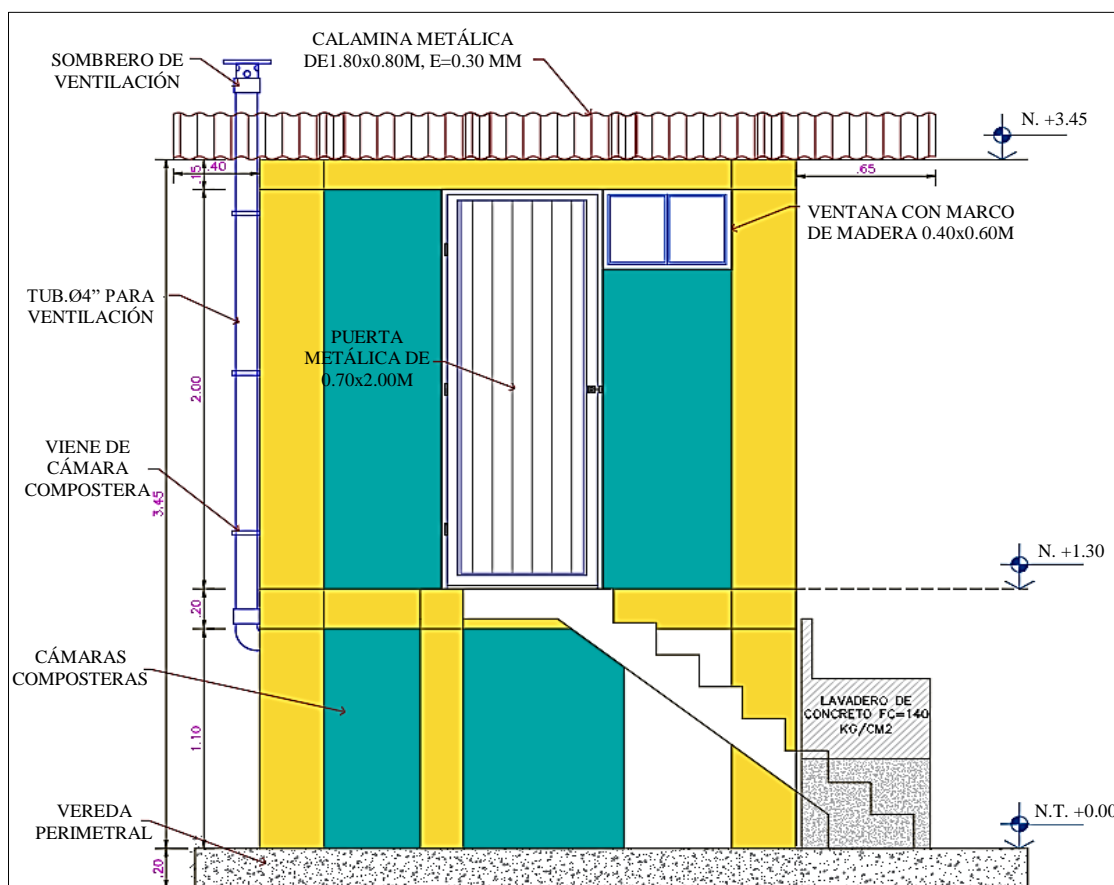 SOMBRERO DE
VENTILACIÓN
CALAMINA METÁLICA
DE1.80x0.80M, E=0.30 MM
N. +3.45
.15
.40
.65
VENTANA CON MARCO
DE MADERA 0.40x0.60M
TUB.Ø4” PARA
VENTILACIÓN
PUERTA
METÁLICA DE
0.70x2.00M
2.00
VIENE DE
CÁMARA
COMPOSTERA
3.45
N. +1.30
.20
CÁMARAS
COMPOSTERAS
LAVADERO DE
CONCRETO FC=140
KG/CM2
1.10
VEREDA
PERIMETRAL
N.T. +0.00
.20